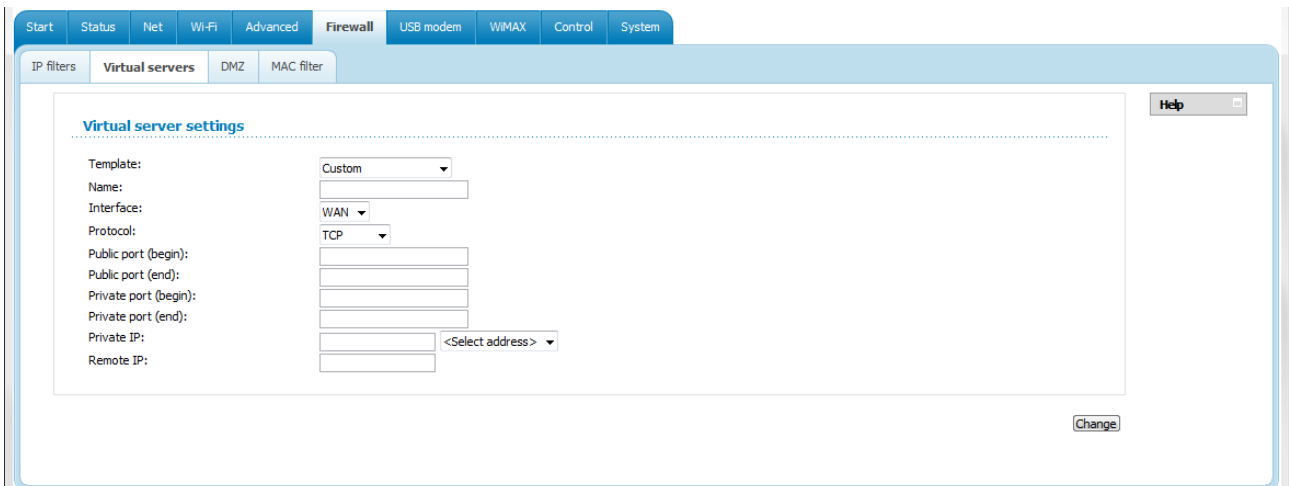 Start Status Net Wi-Fi Advanced Firewall USB modem WiMAX Control System
IP filters Virtual servers DMZ MAC filter
Help
Virtual server settings
Template: Custom
Name:
Interface: WAN
Protocol: TCP
Public port (begin):
Public port (end):
Private port (begin):
Private port (end):
Private IP: <Select address>
Remote IP:
Change